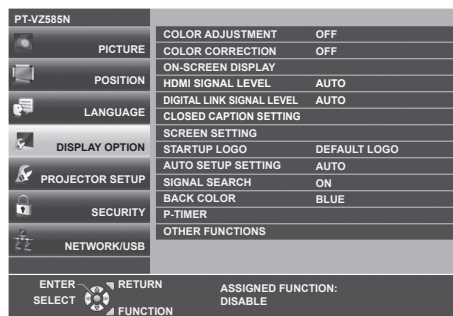 PT-VZ585N
PICTURE
POSITION
LANGUAGE
DISPLAY OPTION
PROJECTOR SETUP
SECURITY
NETWORK/USB
COLOR ADJUSTMENT OFF
COLOR CORRECTION OFF
ON-SCREEN DISPLAY
HDMI SIGNAL LEVEL AUTO
DIGITAL LINK SIGNAL LEVEL AUTO
CLOSED CAPTION SETTING
SCREEN SETTING
STARTUP LOGO DEFAULT LOGO
AUTO SETUP SETTING AUTO
SIGNAL SEARCH ON
BACK COLOR BLUE
P-TIMER
OTHER FUNCTIONS
ENTER RETURN
SELECT
FUNCTION
ASSIGNED FUNCTION:
DISABLE